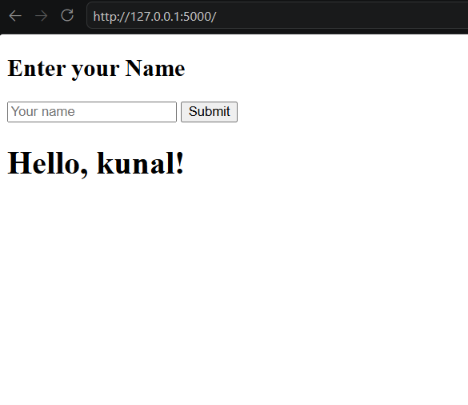 http://127.0.0.1:5000/
Enter your Name
Your name Submit
Hello, kunal!